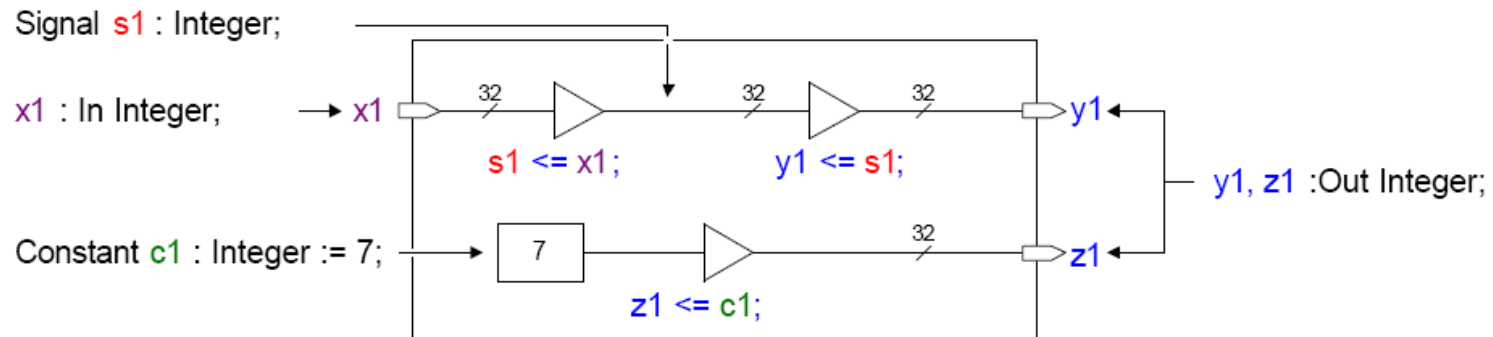 Signal s1 : Integer;
32 32 32
x1 : In Integer; x1 y1
s1 <= x1; y1 <= s1;
y1, z1 :Out Integer;
32
Constant c1 : Integer := 7; 7 z1
z1 <= c1;